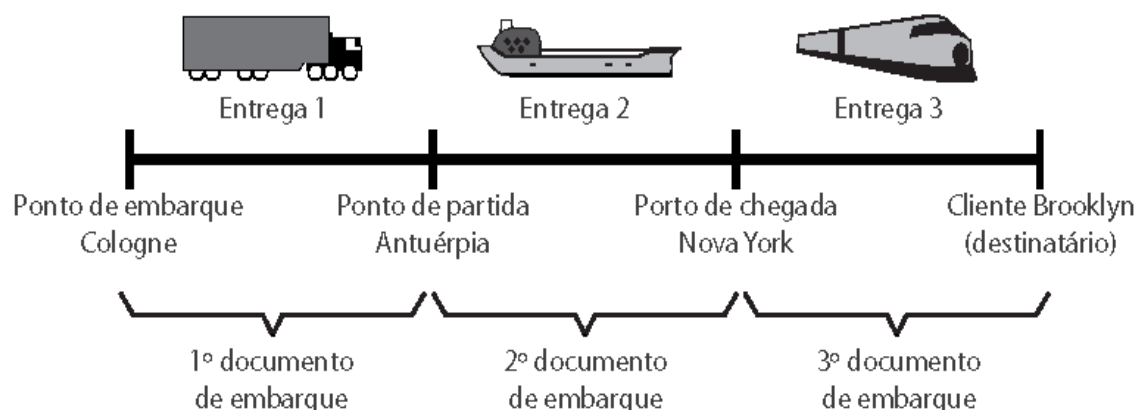 Entrega 1
Entrega 2
Entrega 3
Ponto de embarque
Cologne
Ponto de partida
Antuérpia
Porto de chegada
Nova York
Cliente Brooklyn
(destinatário)
1º documento
de embarque
2º documento
de embarque
3º documento
de embarque